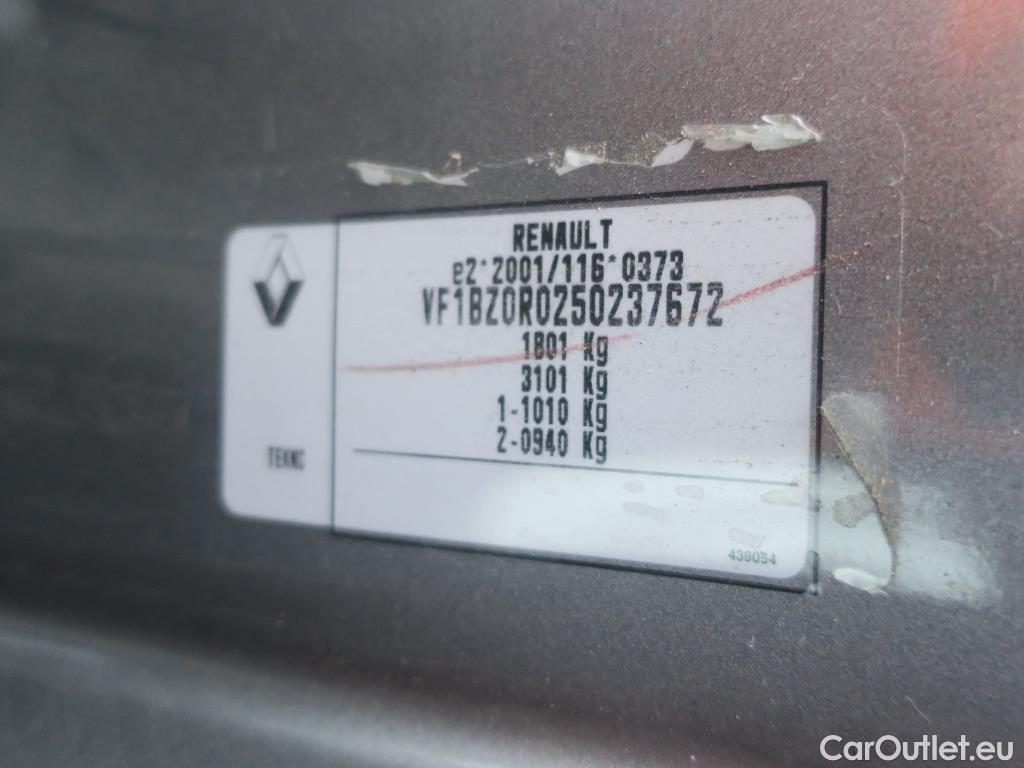 RENAULT
e2*2001/116*0373
VF1BZ0R0250237672
1801 Kg
3101 Kg
1-1010 Kg
2-0940 Kg
TEKNC
439054
CarOutlet.eu